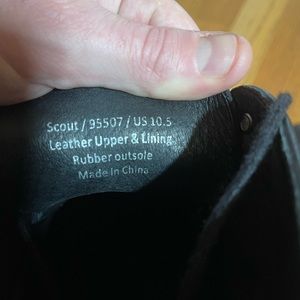 Scout / 95507 / US 10.5
Leather Upper & Lining
Rubber outsole
Made in China